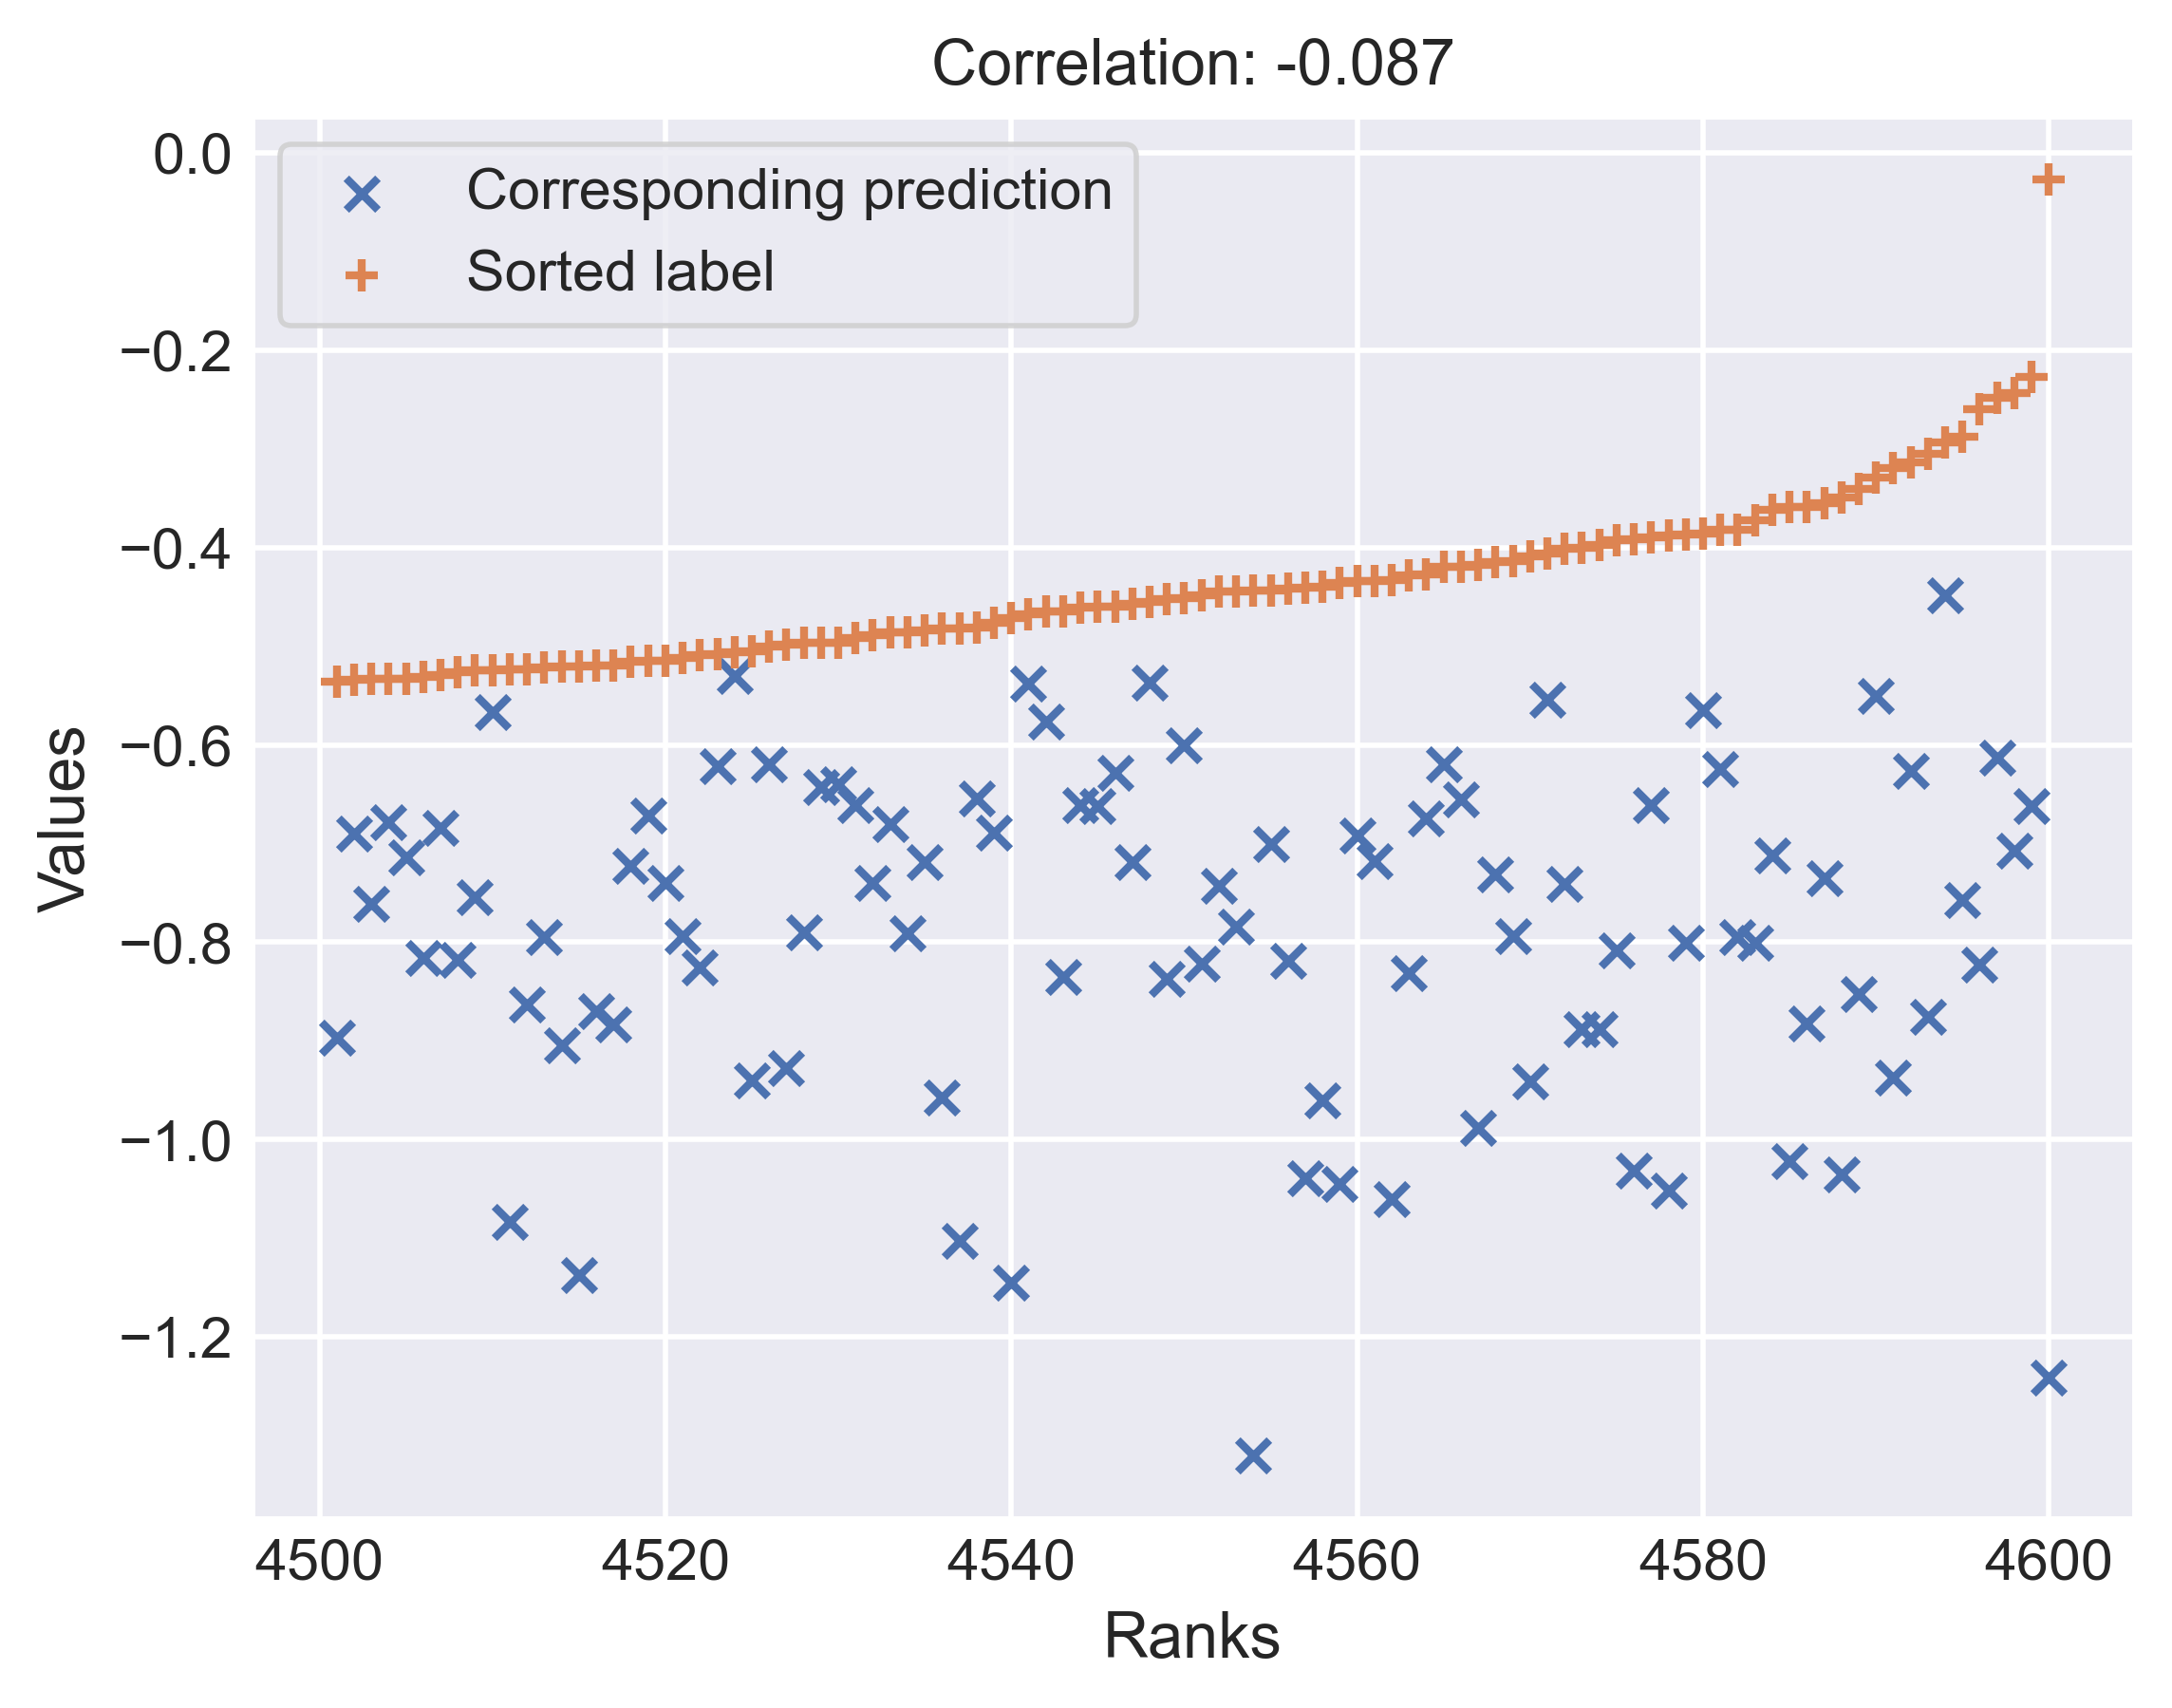 Correlation: -0.087
Corresponding prediction
Sorted label
0.0
−0.2
−0.4
−0.6
−0.8
−1.0
−1.2
Values
4500 4520 4540 4560 4580 4600
Ranks